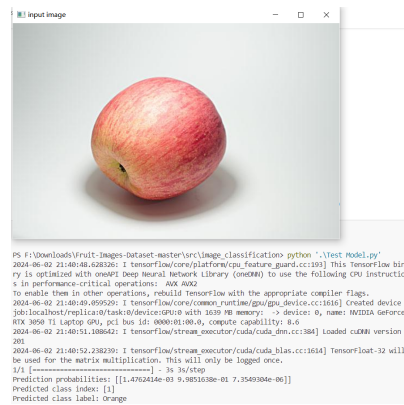 input image
PS F:\Downloads\Fruit-Images-Dataset-master\src\image_classification> python '.\Test Model.py'
2024-06-02 21:40:48.628326: I tensorflow/core/platform/cpu_feature_guard.cc:193] This TensorFlow bin
ry is optimized with oneAPI Deep Neural Network Library (oneDNN) to use the following CPU instructio
s in performance-critical operations:  AVX AVX2
To enable them in other operations, rebuild TensorFlow with the appropriate compiler flags.
2024-06-02 21:40:49.059529: I tensorflow/core/common_runtime/gpu/gpu_device.cc:1616] Created device
job:localhost/replica:0/task:0/device:GPU:0 with 1639 MB memory:  -> device: 0, name: NVIDIA GeForce
RTX 3050 Ti Laptop GPU, pci bus id: 0000:01:00.0, compute capability: 8.6
2024-06-02 21:40:51.108642: I tensorflow/stream_executor/cuda/cuda_dnn.cc:384] Loaded cuDNN version
201
2024-06-02 21:40:52.238239: I tensorflow/stream_executor/cuda/cuda_blas.cc:1614] TensorFloat-32 will
be used for the matrix multiplication. This will only be logged once.
1/1 [==============================] - 3s 3s/step
Prediction probabilities: [[1.4762414e-03 9.9851638e-01 7.3549304e-06]]
Predicted class index: [1]
Predicted class label: Orange